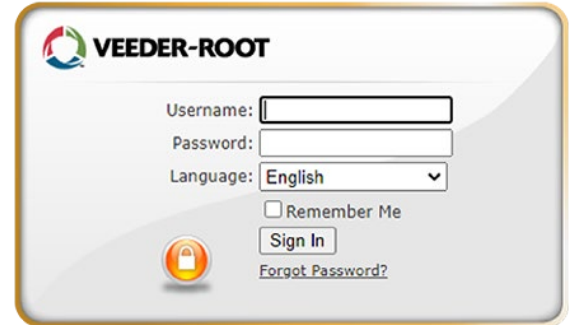 VEEDER-ROOT
Username:
Password:
Language: English
Remember Me
Sign In
Forgot Password?